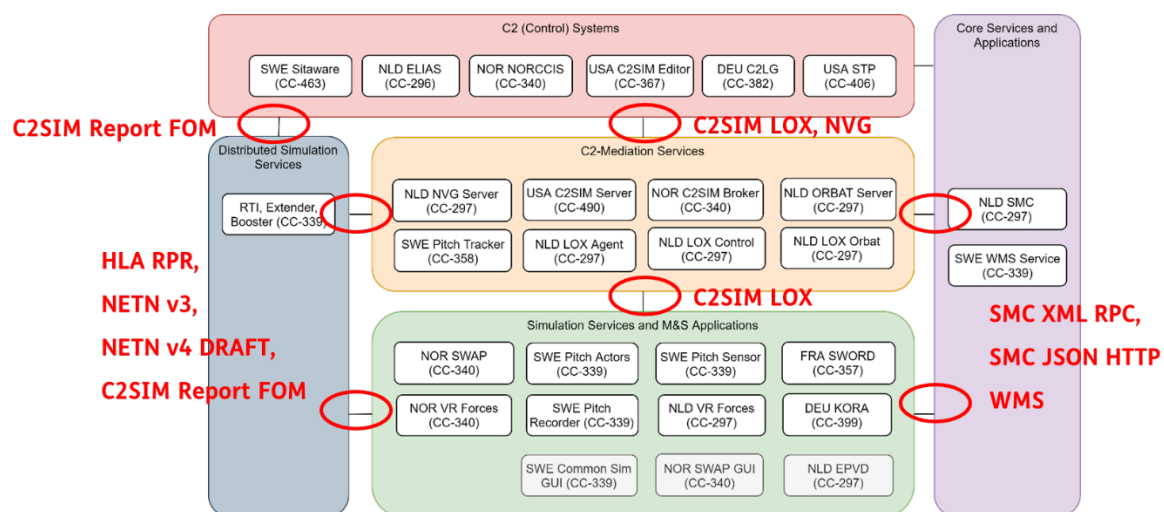 C2 (Control) Systems
SWE Sitaware
(CC-463)
NLD ELIAS
(CC-296)
NOR NORCCIS
(CC-340)
USA C2SIM Editor
(CC-367)
DEU C2LG
(CC-382)
USA STP
(CC-406)
Core Services and
Applications
C2SIM Report FOM
C2SIM LOX, NVG
Distributed Simulation
Services
RTI, Extender,
Booster (CC-339)
C2-Mediation Services
NLD NVG Server
(CC-297)
USA C2SIM Server
(CC-490)
NOR C2SIM Broker
(CC-340)
NLD ORBAT Server
(CC-297)
SWE Pitch Tracker
(CC-358)
NLD LOX Agent
(CC-297)
NLD LOX Control
(CC-297)
NLD LOX Orbat
(CC-297)
NLD SMC
(CC-297)
SWE WMS Service
(CC-339)
HLA RPR,
NETN v3,
NETN v4 DRAFT,
C2SIM Report FOM
C2SIM LOX
SMC XML RPC,
SMC JSON HTTP
WMS
Simulation Services and M&S Applications
NOR SWAP
(CC-340)
SWE Pitch Actors
(CC-339)
SWE Pitch Sensor
(CC-339)
FRA SWORD
(CC-357)
NOR VR Forces
(CC-340)
SWE Pitch
Recorder (CC-339)
NLD VR Forces
(CC-297)
DEU KORA
(CC-399)
SWE Common Sim
GUI (CC-339)
NOR SWAP GUI
(CC-340)
NLD EPVD
(CC-297)